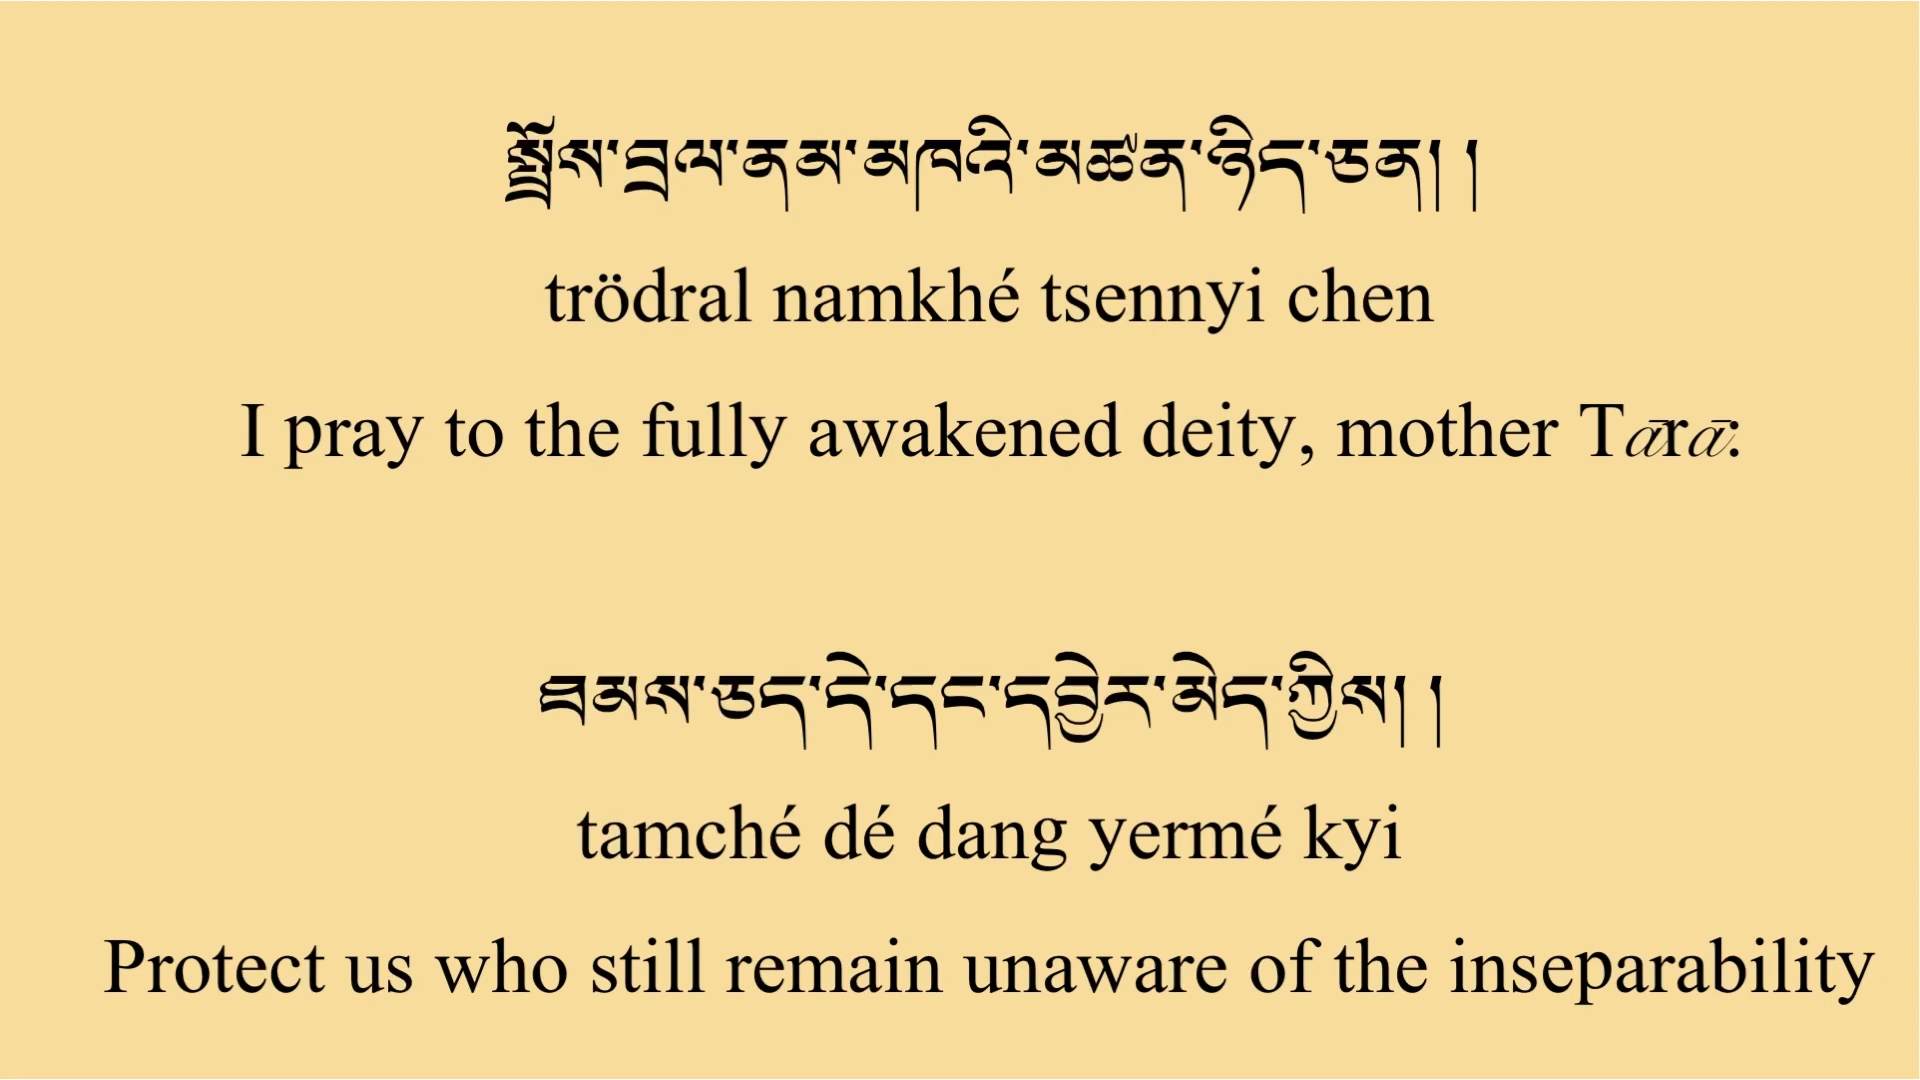 སྤྲོས་བྲལ་ནམ་མཁའི་མཚན་ཉིད་ཅན། །
trödral namkhé tsennyi chen
I pray to the fully awakened deity, mother Tārā:
ཐམས་ཅད་དེ་དང་དབྱེར་མེད་ཀྱིས། །
tamché dé dang yermé kyi
Protect us who still remain unaware of the inseparability